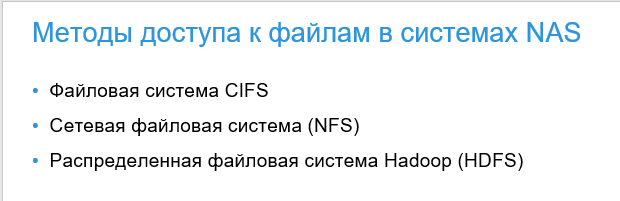 Методы доступа к файлам в системах NAS
• Файловая система CIFS
• Сетевая файловая система (NFS)
• Распределенная файловая система Hadoop (HDFS)